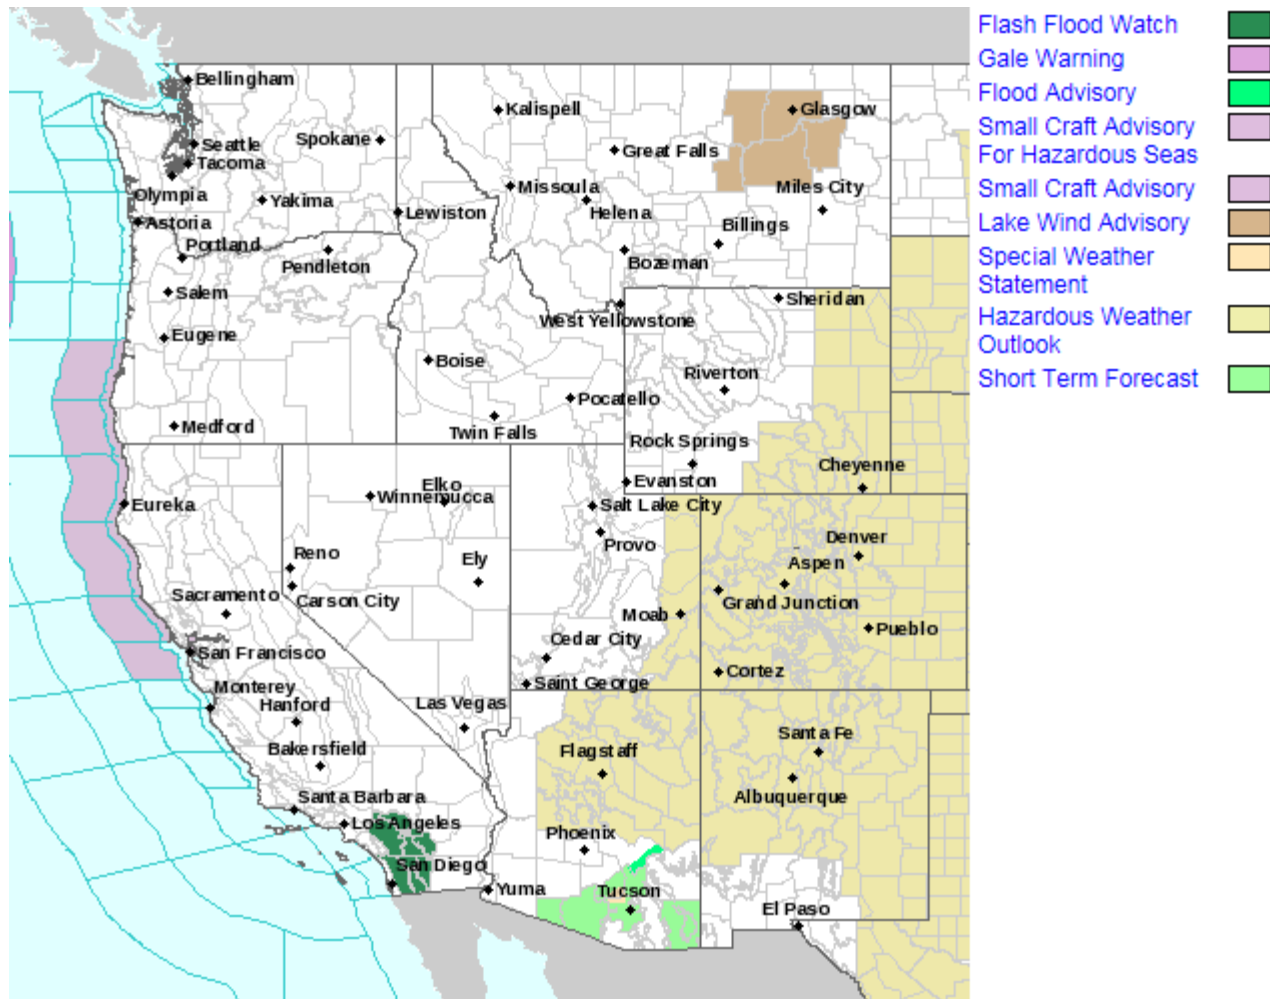 Flash Flood Watch
Gale Warning
Flood Advisory
Small Craft Advisory
For Hazardous Seas
Small Craft Advisory
Lake Wind Advisory
Special Weather
Statement
Hazardous Weather
Outlook
Short Term Forecast
Bellingham
Kalispell
Glasgow
Seattle
Spokane
Great Falls
Tacoma
Olympia
Missoula
Miles City
Yakima
Lewiston
Helena
Astoria
Billings
Portland
Pendleton
Bozeman
Salem
Sheridan
West Yellowstone
Eugene
Boise
Riverton
Pocatello
Medford
Twin Falls
Rock Springs
Cheyenne
Elko
Evanston
Winnemucca
Eureka
Salt Lake City
Provo
Denver
Reno
Ely
Aspen
Sacramento
Carson City
Grand Junction
Moab
Pueblo
Cedar City
San Francisco
Cortez
Saint George
Monterey
Hanford
Las Vegas
Santa Fe
Bakersfield
Flagstaff
Santa Barbara
Albuquerque
Los Angeles
Phoenix
San Diego
Yuma
Tucson
El Paso